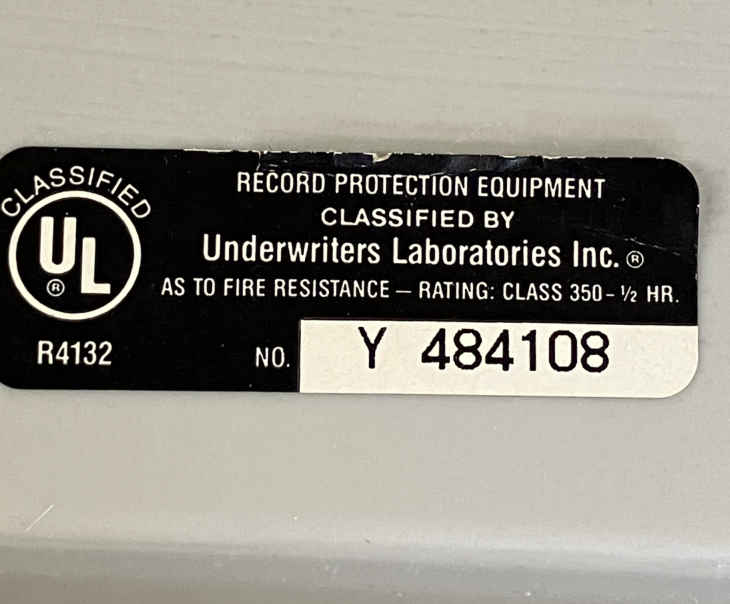 CLASSIFIED
UL
®
R4132
RECORD PROTECTION EQUIPMENT
CLASSIFIED BY
Underwriters Laboratories Inc. ®
AS TO FIRE RESISTANCE — RATING: CLASS 350-½ HR.
NO. Y 484108